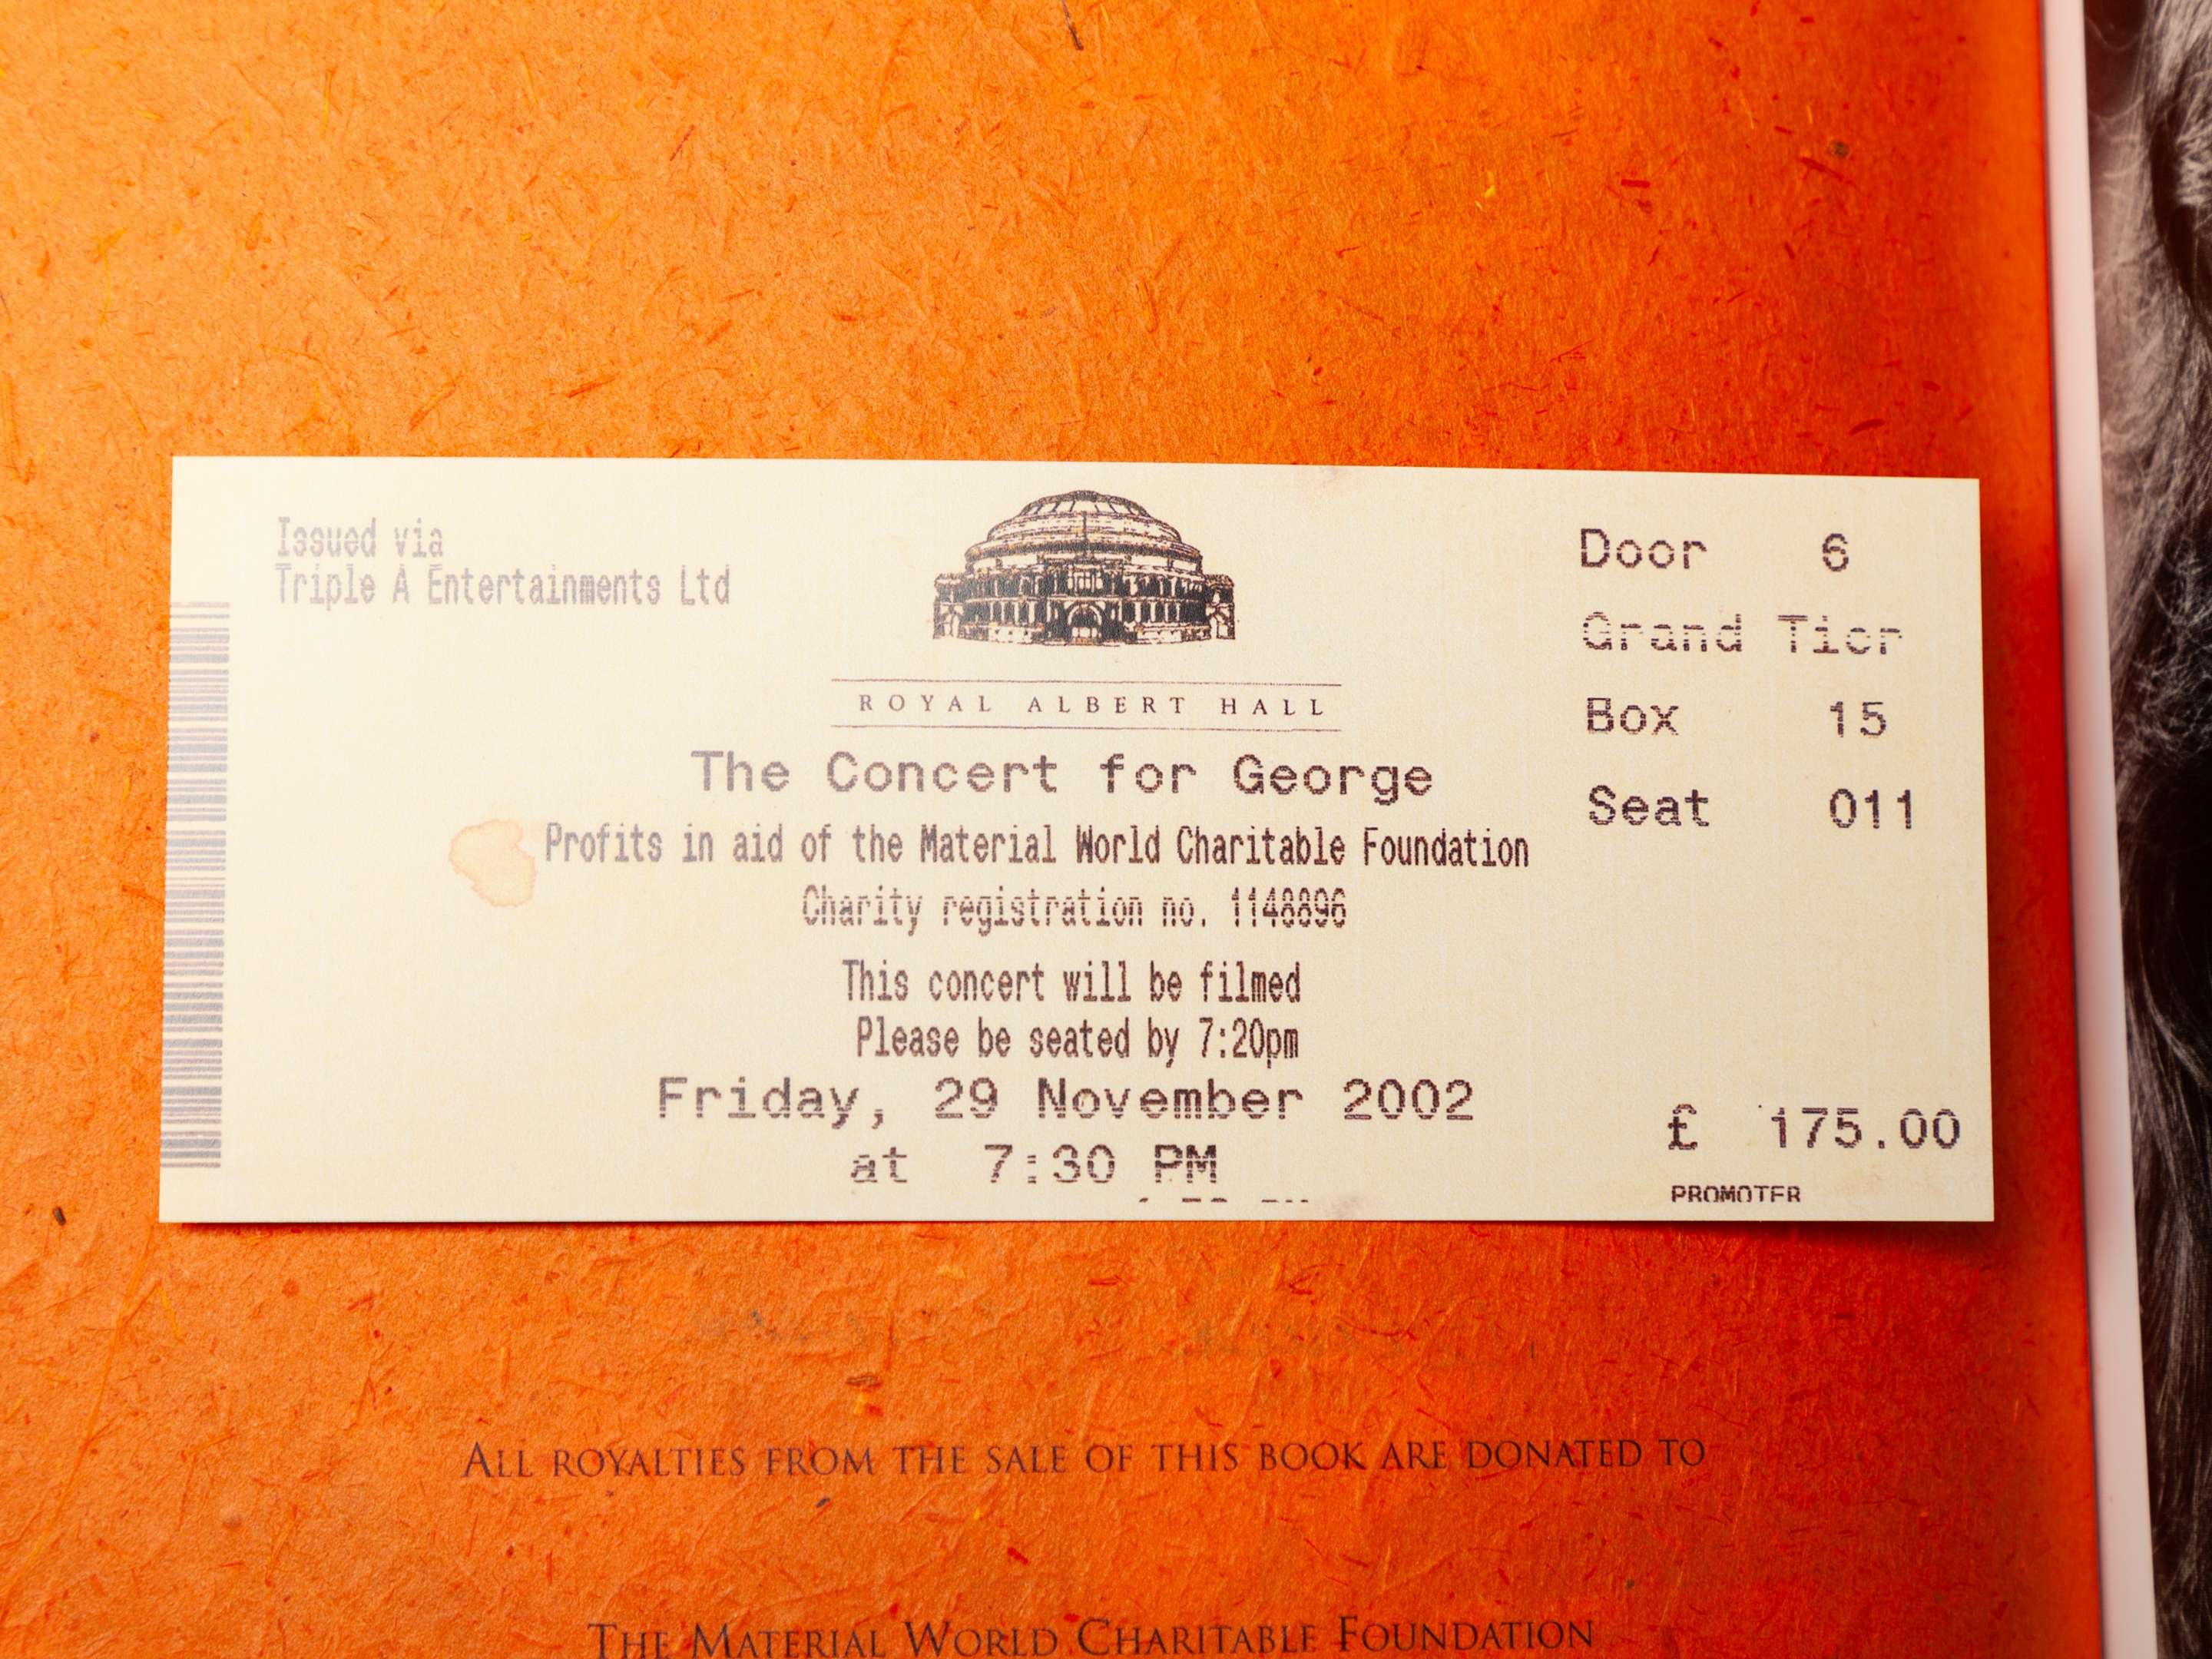 Issued via
Triple A Entertainments Ltd
ROYAL ALBERT HALL
The Concert for George
Profits in aid of the Material World Charitable Foundation
Charity registration no. 1148896
This concert will be filmed
Please be seated by 7:20pm
Friday, 29 November 2002
at 7:30 PM
Door 6
Grand Tier
Box 15
Seat 011
£ 175.00
PROMOTER
ALL ROYALTIES FROM THE SALE OF THIS BOOK ARE DONATED TO
THE MATERIAL WORLD CHARITABLE FOUNDATION